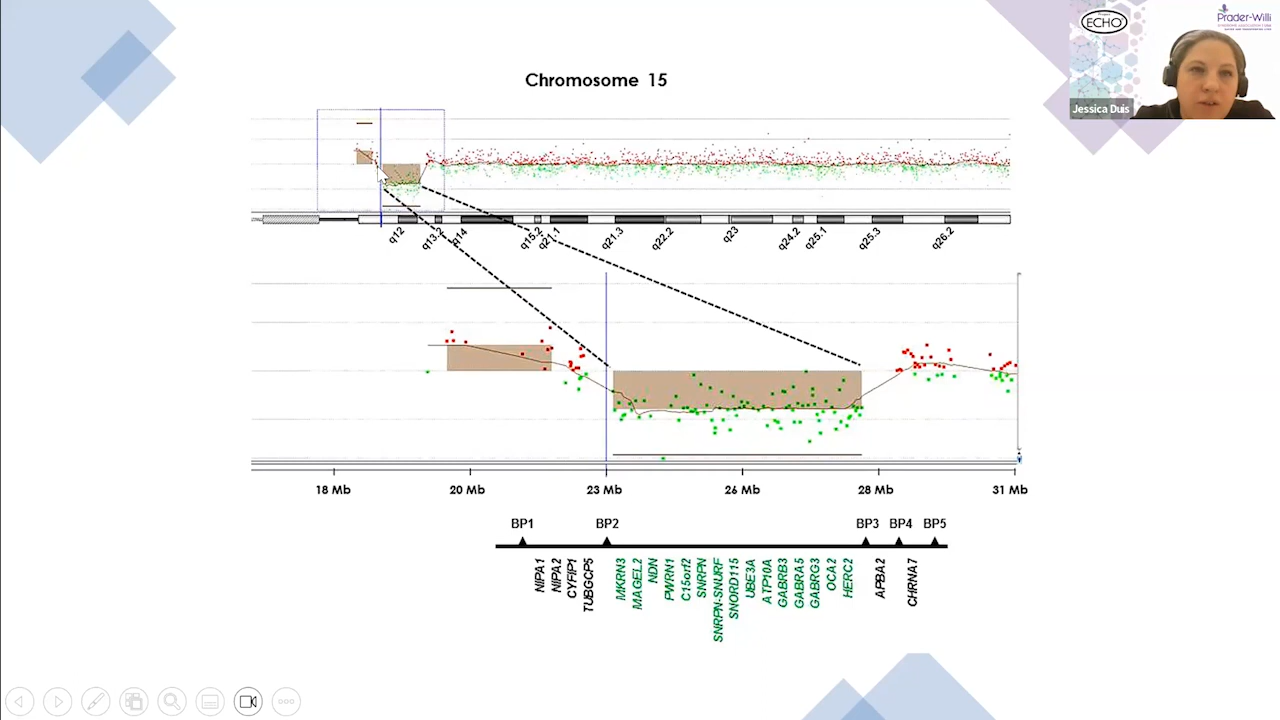 Chromosome 15
Project
ECHO
Prader-Willi
Jessica Duis
q12
q13.2
q14
q15.2
q21.1
q21.3
q22.2
q23
q24.2
q25.1
q25.3
q26.2
18 Mb
20 Mb
23 Mb
26 Mb
28 Mb
31 Mb
BP1
BP2
BP3
BP4
BP5
NIPA1
NIPA2
CYFIP1
TUBGCP5
MKRN3
MAGEL2
NDN
PWRN1
C15orf2
SNRPN
SNRPN-SNURF
SNORD115
UBE3A
ATP10A
GABRB3
GABRA5
GABRG3
OCA2
HERC2
APBA2
CHRNA7